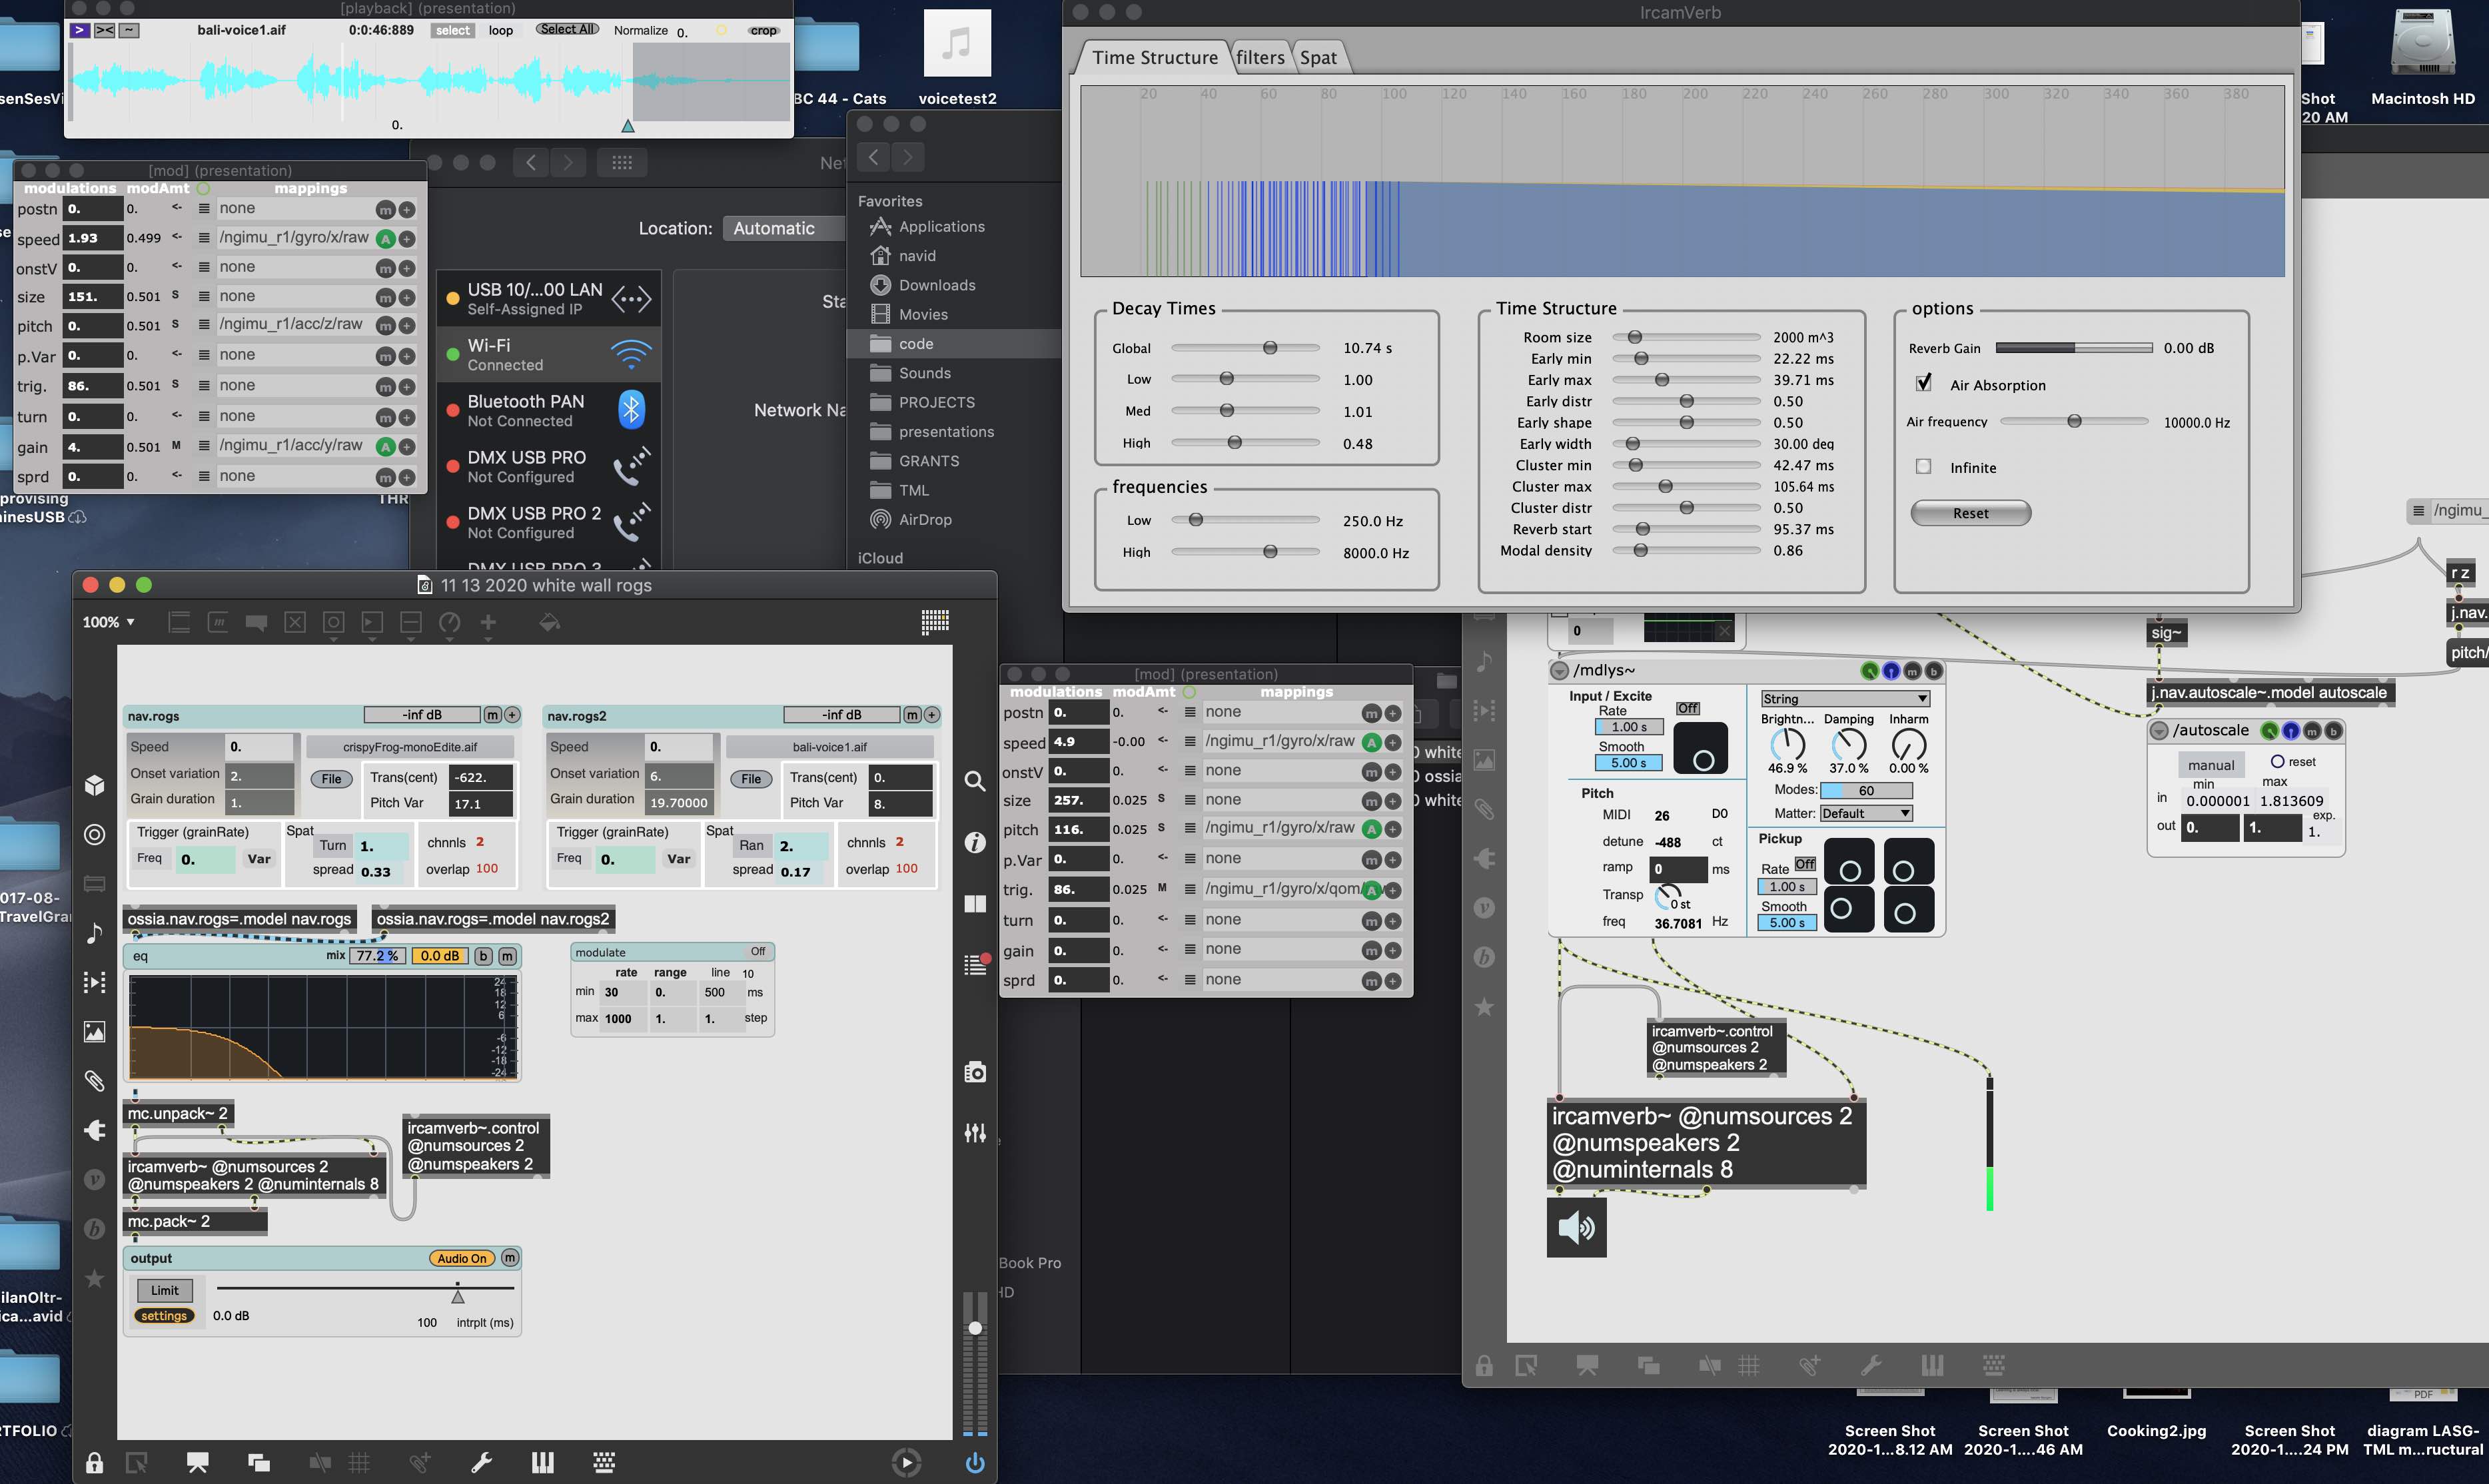 [playback] (presentation)
> >< ~ bali-voice1.aif 0:0:46:889 select loop Select All Normalize 0. crop
0.
BC 44 - Cats
voicetest2
IrcamVerb
Time Structure filters Spat
20 40 60 80 100 120 140 160 180 200 220 240 260 280 300 320 340 360 380
Decay Times
Global 10.74 s
Low 1.00
Med 1.01
High 0.48
frequencies
Low 250.0 Hz
High 8000.0 Hz
Time Structure
Room size 2000 m^3
Early min 22.22 ms
Early max 39.71 ms
Early distr 0.50
Early shape 0.50
Early width 30.00 deg
Cluster min 42.47 ms
Cluster max 105.64 ms
Cluster distr 0.50
Reverb start 95.37 ms
Modal density 0.86
options
Reverb Gain 0.00 dB
Air Absorption
Air frequency 10000.0 Hz
Infinite
Reset
Shot
20 AM
Macintosh HD
[mod] (presentation)
modulations modAmt mappings
postn 0. 0. <- none m +
speed 1.93 0.499 <- /ngimu_r1/gyro/x/raw A +
onstV 0. 0. <- none m +
size 151. 0.501 S none m +
pitch 0. 0.501 S /ngimu_r1/acc/z/raw m +
p.Var 0. 0. <- none m +
trig. 86. 0.501 S none m +
turn 0. 0. <- none m +
gain 4. 0.501 M /ngimu_r1/acc/y/raw A +
sprd 0. 0. <- none m +
provising
inesUSB
THR
Net
Location: Automatic
USB 10/...00 LAN
Self-Assigned IP
Wi-Fi
Connected
Bluetooth PAN
Not Connected
DMX USB PRO
Not Configured
DMX USB PRO 2
Not Configured
DMX USB PRO 3
Sta
Network Na
Favorites
Applications
navid
Downloads
Movies
code
Sounds
PROJECTS
presentations
GRANTS
TML
AirDrop
iCloud
11 13 2020 white wall rogs
100%
nav.rogs -inf dB m +
Speed 0. crispyFrog-monoEdite.aif
Onset variation 2. File Trans(cent) -622.
Grain duration 1. Pitch Var 17.1
Trigger (grainRate) Spat
Freq 0. Var Turn 1. chnnls 2
spread 0.33 overlap 100
nav.rogs2 -inf dB m +
Speed 0. bali-voice1.aif
Onset variation 6. File Trans(cent) 0.
Grain duration 19.70000 Pitch Var 8.
Trigger (grainRate) Spat
Freq 0. Var Ran 2. chnnls 2
spread 0.17 overlap 100
ossia.nav.rogs=.model nav.rogs
ossia.nav.rogs=.model nav.rogs2
eq mix 77.2 % 0.0 dB b m
24
18
12
6
-6
-12
-18
-24
modulate Off
rate range line 10
min 30 0. 500 ms
max 1000 1. 1. step
mc.unpack~ 2
ircamverb~.control
@numsources 2
@numspeakers 2
ircamverb~ @numsources 2
@numspeakers 2 @numinternals 8
mc.pack~ 2
output Audio On m
Limit
settings 0.0 dB 100 intrplt (ms)
[mod] (presentation)
modulations modAmt mappings
postn 0. 0. <- none m +
speed 4.9 -0.00 <- /ngimu_r1/gyro/x/raw A +
onstV 0. 0. <- none m +
size 257. 0.025 S none m +
pitch 116. 0.025 S /ngimu_r1/gyro/x/raw A +
p.Var 0. 0. <- none m +
trig. 86. 0.025 M /ngimu_r1/gyro/x/qom/ A +
turn 0. 0. <- none m +
gain 0. 0. <- none m +
sprd 0. 0. <- none m +
0 white
0 ossia
0 white
Book Pro
HD
0
/mdlys~ m b
Input / Excite
Rate Off
1.00 s
Smooth
5.00 s
String
Brightn... Damping Inharm
46.9 % 37.0 % 0.00 %
Modes: 60
Matter: Default
Pitch
MIDI 26 D0
detune -488 ct
ramp 0 ms
Transp 0 st
freq 36.7081 Hz
Pickup
Rate Off
1.00 s
Smooth
5.00 s
ircamverb~.control
@numsources 2
@numspeakers 2
ircamverb~ @numsources 2
@numspeakers 2
@numinternals 8
/ngimu_
r z
j.nav.
pitch/
sig~
j.nav.autoscale~.model autoscale
/autoscale m b
manual reset
min max
in 0.000001 1.813609
exp.
out 0. 1. 1.
017-08-
TravelGra
ilanOltr-
ica...avid
RTFOLIO
Screen Shot
2020-1...8.12 AM
Screen Shot
2020-1....46 AM
Cooking2.jpg
Screen Shot
2020-1....24 PM
PDF
diagram LASG-
TML m...ructural